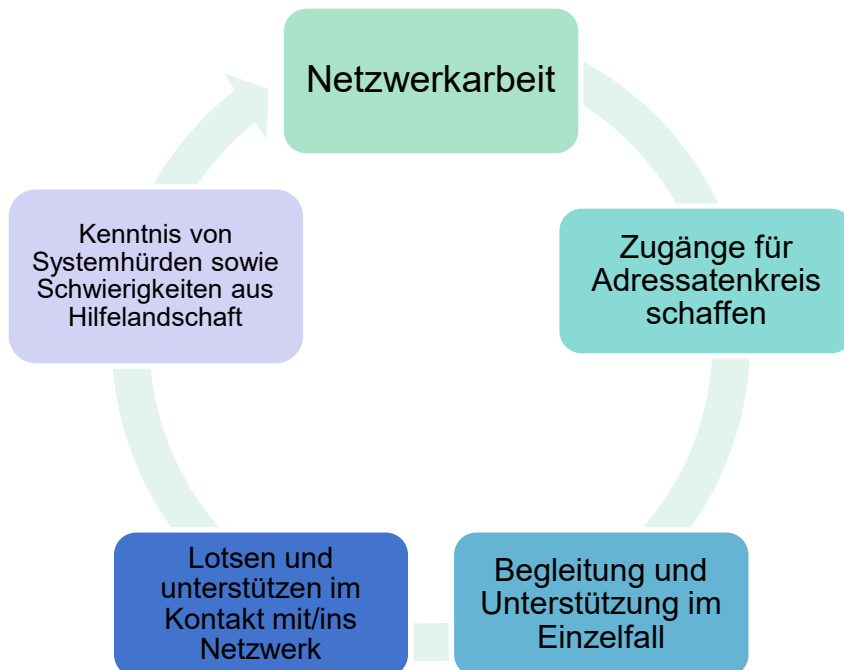 Netzwerkarbeit
Zugänge für
Adressatenkreis
schaffen
Begleitung und
Unterstützung im
Einzelfall
Lotsen und
unterstützen im
Kontakt mit/ins
Netzwerk
Kenntnis von
Systemhürden sowie
Schwierigkeiten aus
Hilfelandschaft